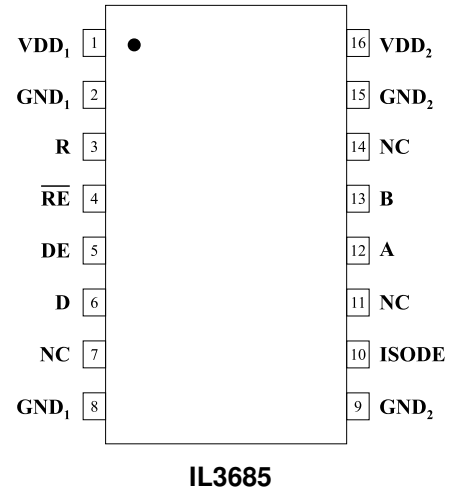 VDD₁ 1 16 VDD₂
GND₁ 2 15 GND₂
R 3 14 NC
R̅E̅ 4 13 B
DE 5 12 A
D 6 11 NC
NC 7 10 ISODE
GND₁ 8 9 GND₂
IL3685